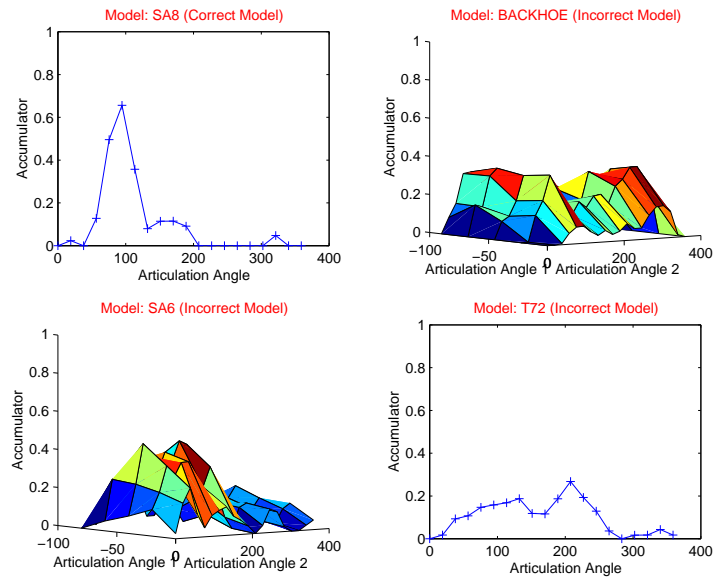 Model: SA8 (Correct Model)
1
0.8
0.6
0.4
0.2
0
Accumulator
0 100 200 300 400
Articulation Angle
Model: BACKHOE (Incorrect Model)
1
0.8
0.6
0.4
0.2
0
Accumulator
−100 −50 0 0 200 400
Articulation Angle 1 Articulation Angle 2
Model: SA6 (Incorrect Model)
1
0.8
0.6
0.4
0.2
0
Accumulator
−100 −50 0 0 200 400
Articulation Angle 1 Articulation Angle 2
Model: T72 (Incorrect Model)
1
0.8
0.6
0.4
0.2
0
Accumulator
0 100 200 300 400
Articulation Angle